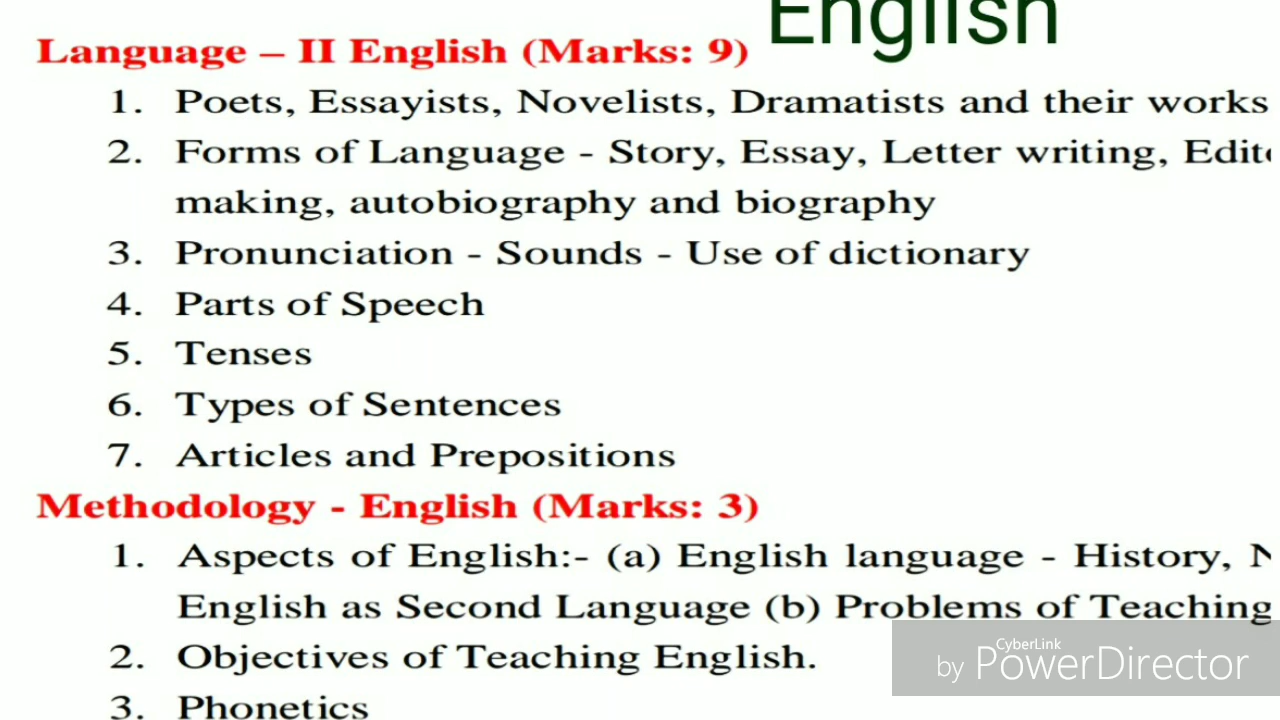 English
Language – II English (Marks: 9)
1. Poets, Essayists, Novelists, Dramatists and their works
2. Forms of Language - Story, Essay, Letter writing,
making, autobiography and biography
3. Pronunciation - Sounds - Use of dictionary
4. Parts of Speech
5. Tenses
6. Types of Sentences
7. Articles and Prepositions
Methodology - English (Marks: 3)
1. Aspects of English:- (a) English language - History,
English as Second Language (b) Problems of Teaching
2. Objectives of Teaching English.
3. Phonetics
CyberLink
by PowerDirector